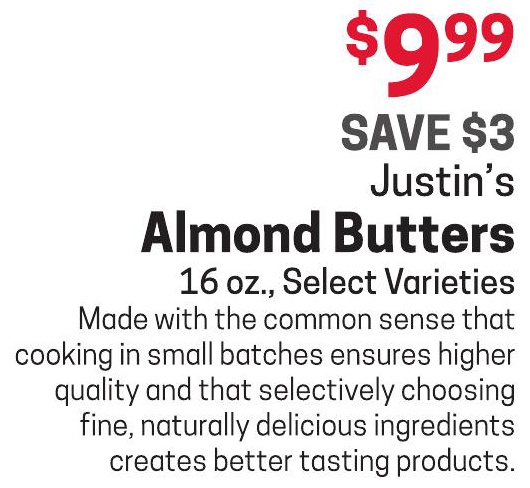 $9.99
SAVE $3
Justin's
Almond Butters
16 oz., Select Varieties
Made with the common sense that
cooking in small batches ensures higher
quality and that selectively choosing
fine, naturally delicious ingredients
creates better tasting products.